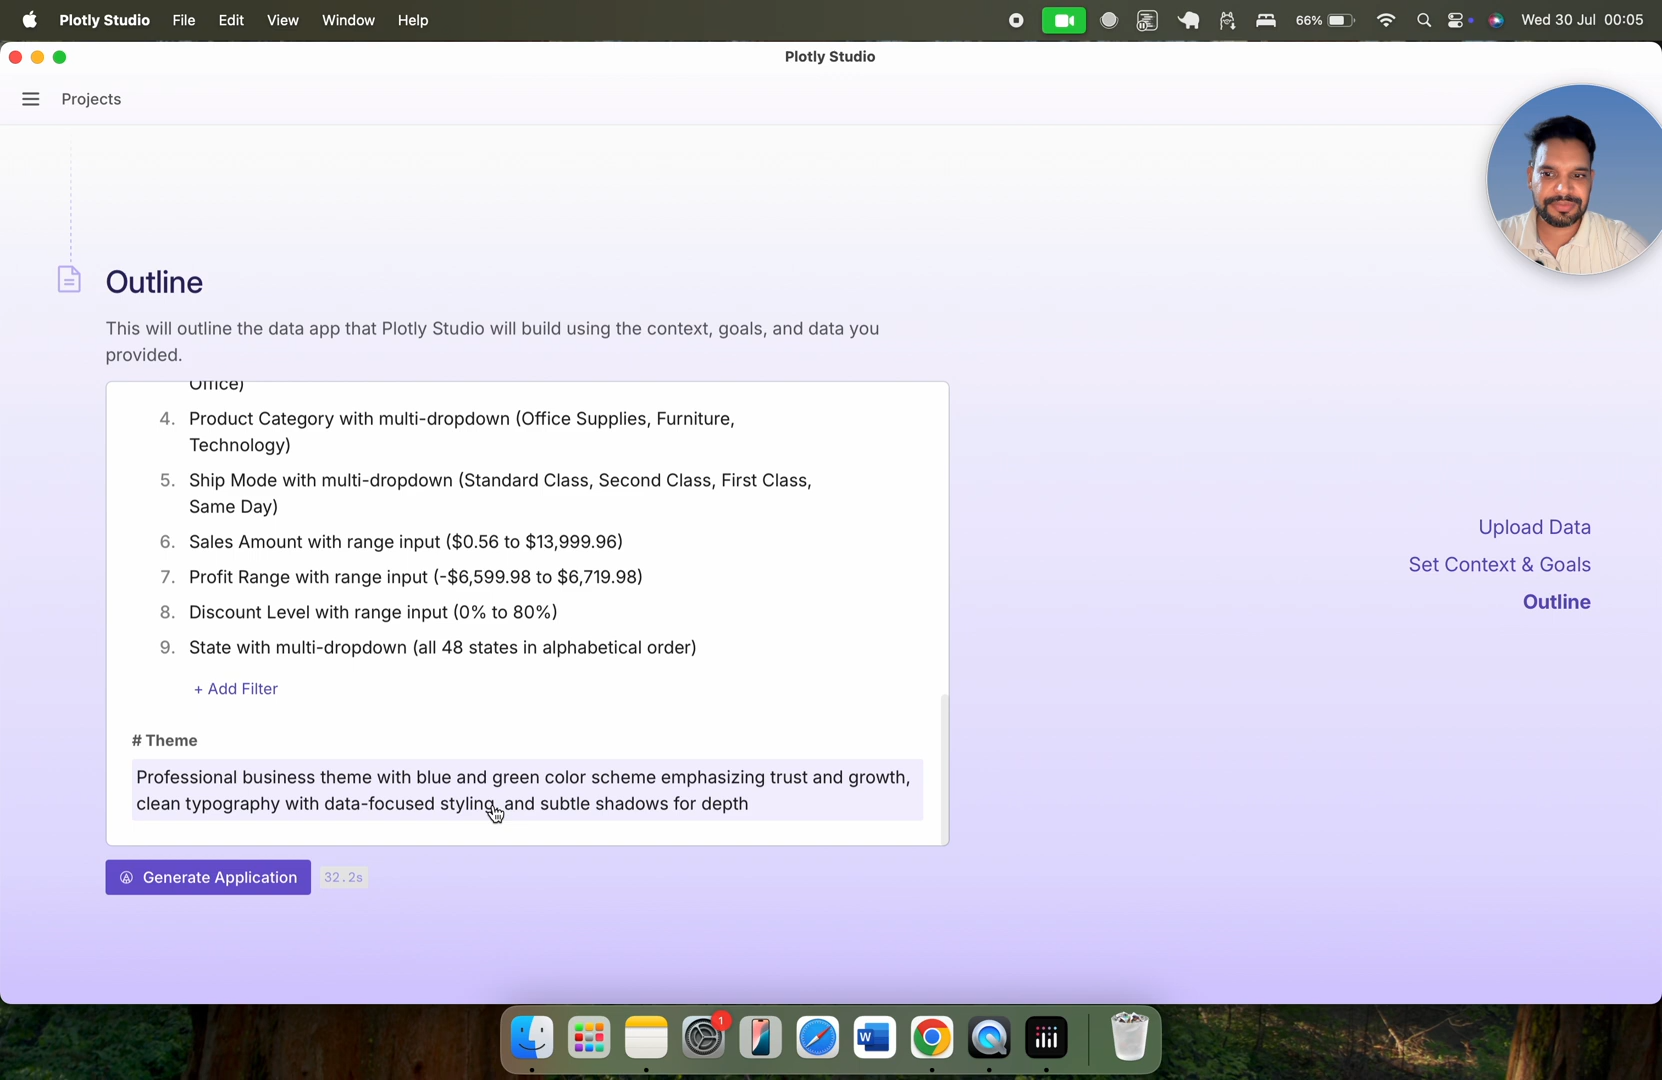 Plotly Studio File Edit View Window Help
66% Wed 30 Jul 00:05
Plotly Studio
Projects
Outline
This will outline the data app that Plotly Studio will build using the context, goals, and data you
provided.
Office)
4. Product Category with multi-dropdown (Office Supplies, Furniture,
Technology)
5. Ship Mode with multi-dropdown (Standard Class, Second Class, First Class,
Same Day)
6. Sales Amount with range input ($0.56 to $13,999.96)
7. Profit Range with range input (-$6,599.98 to $6,719.98)
8. Discount Level with range input (0% to 80%)
9. State with multi-dropdown (all 48 states in alphabetical order)
+ Add Filter
# Theme
Professional business theme with blue and green color scheme emphasizing trust and growth,
clean typography with data-focused styling, and subtle shadows for depth
Generate Application 32.2s
Upload Data
Set Context & Goals
Outline
1
W